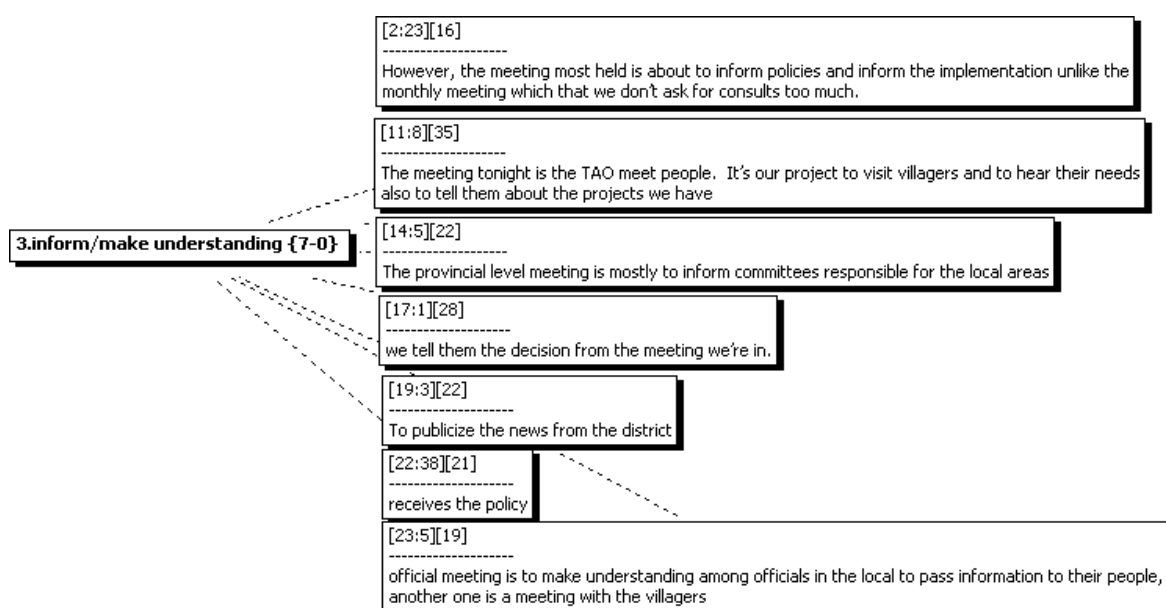 [2:23][16]
--------------------
However, the meeting most held is about to inform policies and inform the implementation unlike the
monthly meeting which that we don't ask for consults too much.
[11:8][35]
--------------------
The meeting tonight is the TAO meet people.  It's our project to visit villagers and to hear their needs
also to tell them about the projects we have
3.inform/make understanding {7-0}
[14:5][22]
--------------------
The provincial level meeting is mostly to inform committees responsible for the local areas
[17:1][28]
--------------------
we tell them the decision from the meeting we're in.
[19:3][22]
--------------------
To publicize the news from the district
[22:38][21]
--------------------
receives the policy
[23:5][19]
--------------------
official meeting is to make understanding among officials in the local to pass information to their people,
another one is a meeting with the villagers